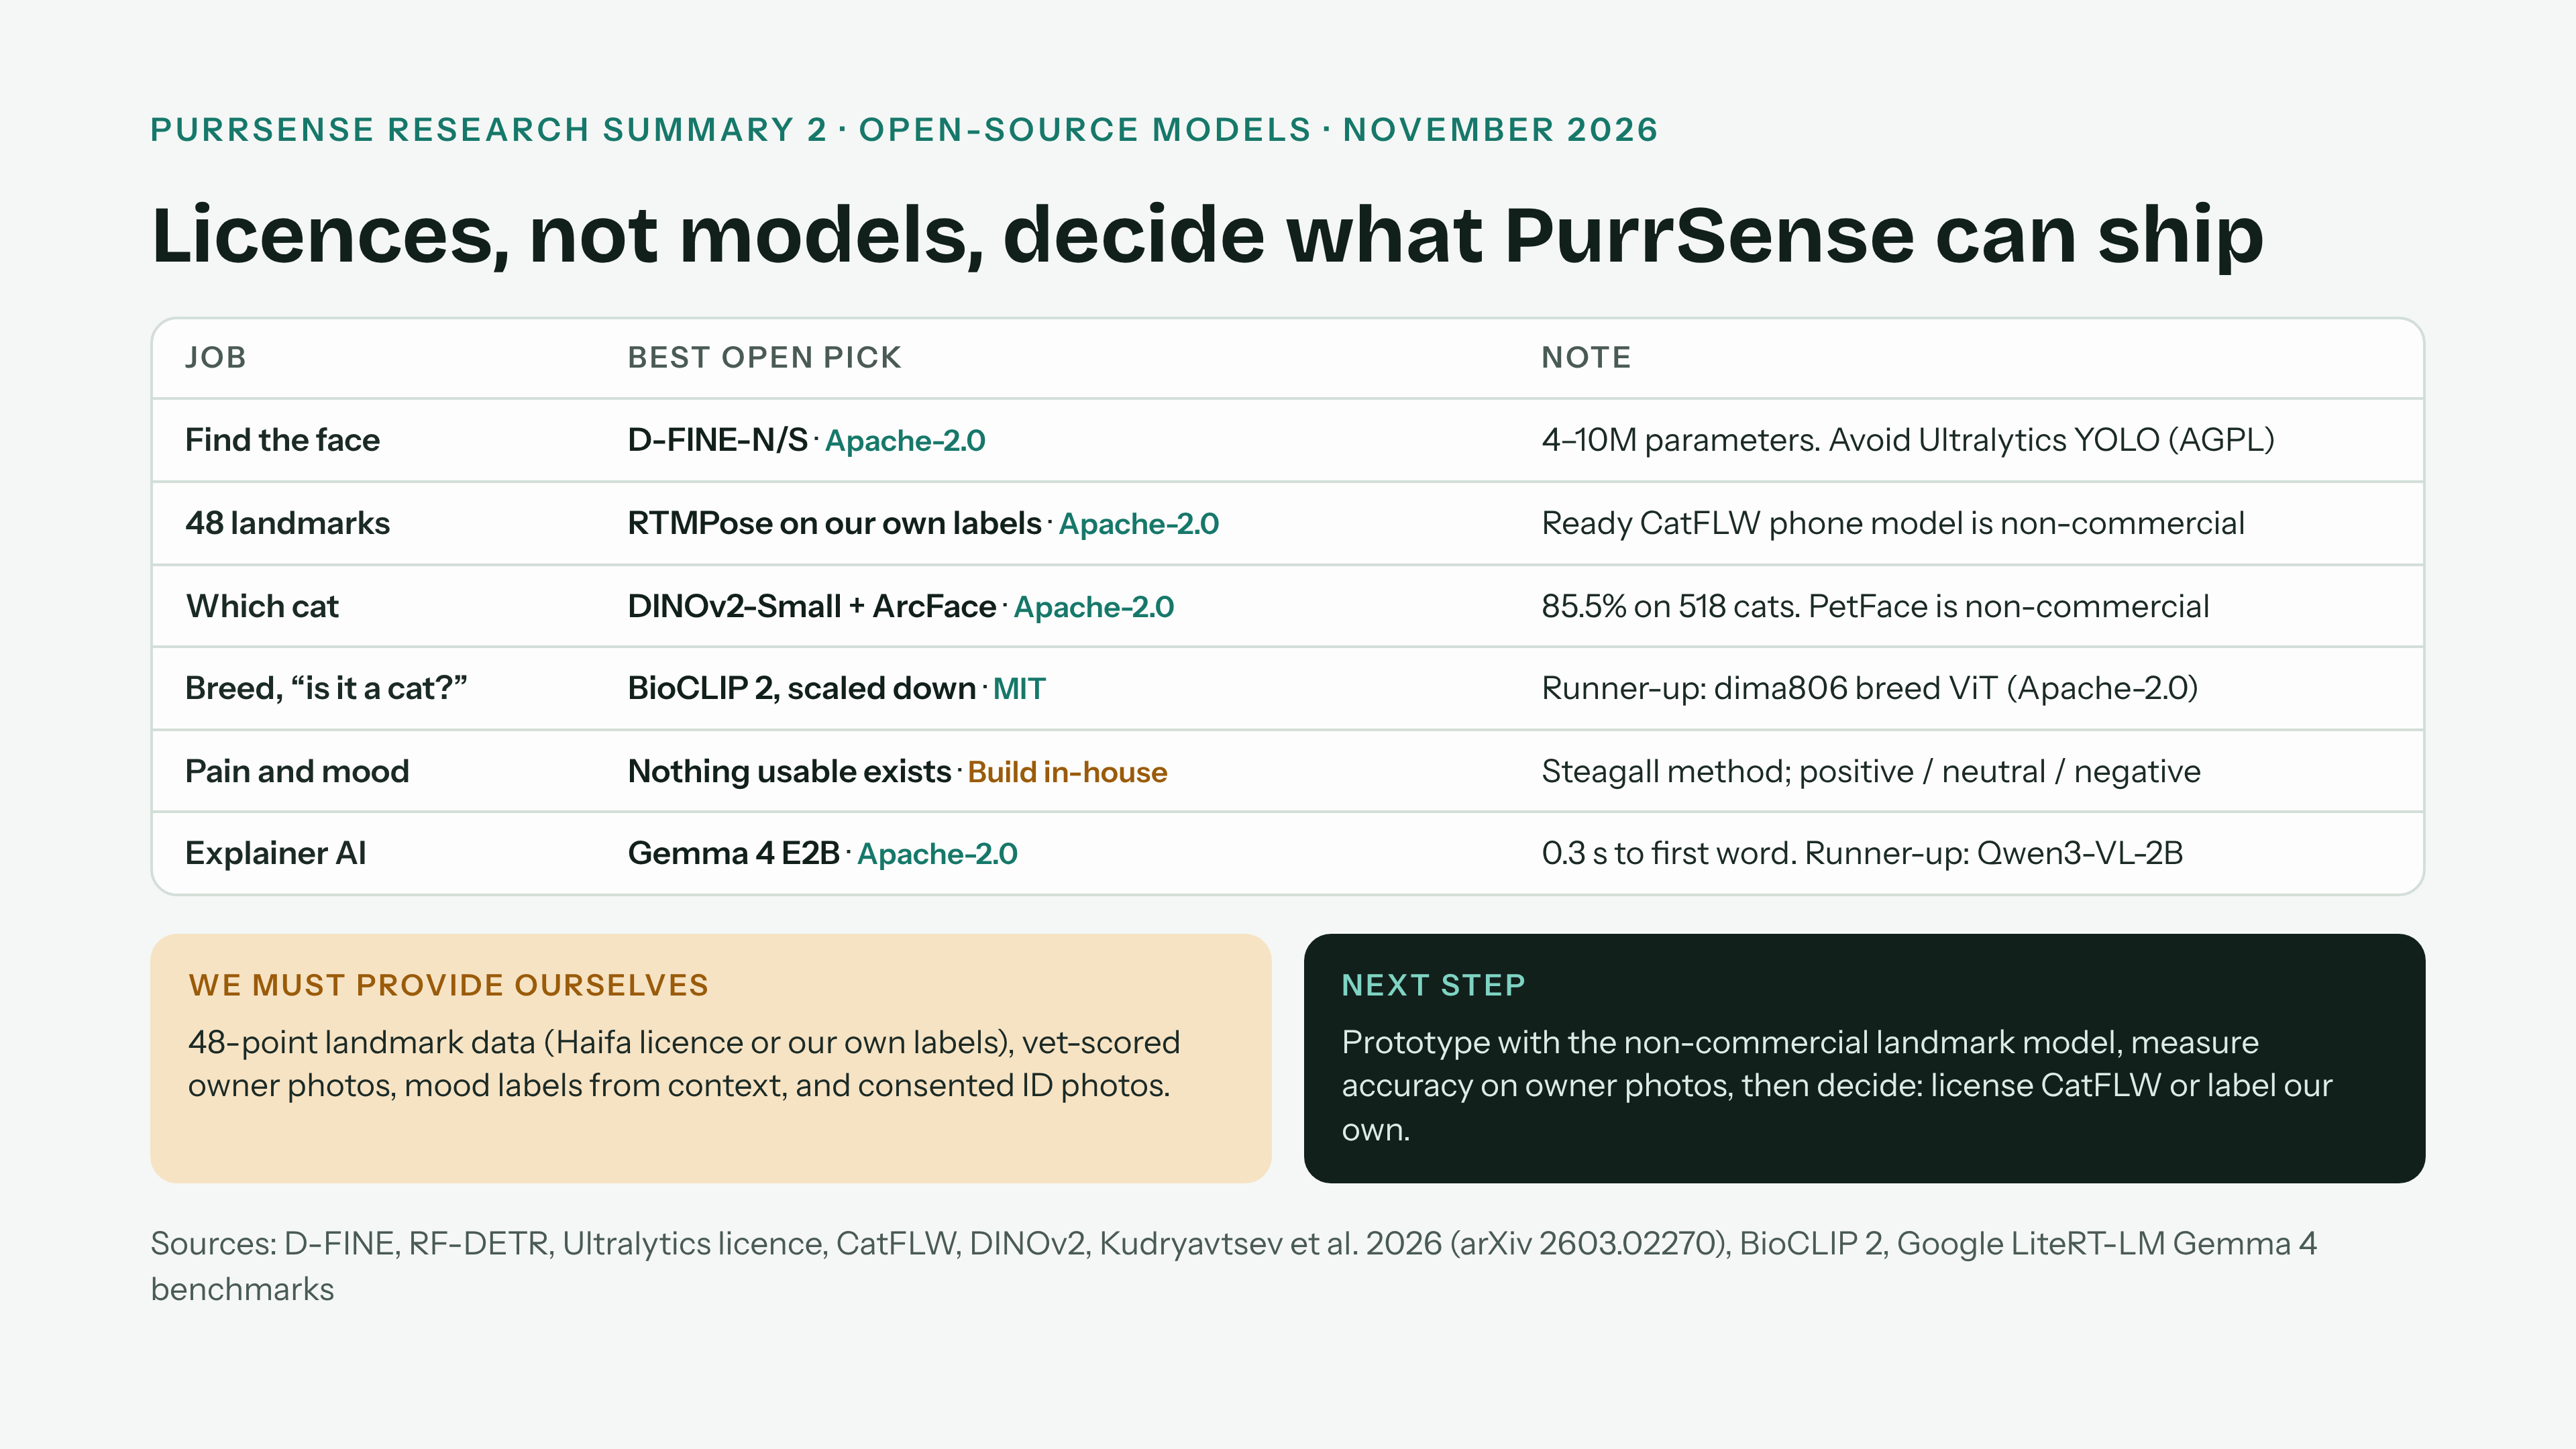 PURRSENSE RESEARCH SUMMARY 2 · OPEN-SOURCE MODELS · NOVEMBER 2026
Licences, not models, decide what PurrSense can ship
JOB BEST OPEN PICK NOTE
Find the face D-FINE-N/S · Apache-2.0 4–10M parameters. Avoid Ultralytics YOLO (AGPL)
48 landmarks RTMPose on our own labels · Apache-2.0 Ready CatFLW phone model is non-commercial
Which cat DINOv2-Small + ArcFace · Apache-2.0 85.5% on 518 cats. PetFace is non-commercial
Breed, “is it a cat?” BioCLIP 2, scaled down · MIT Runner-up: dima806 breed ViT (Apache-2.0)
Pain and mood Nothing usable exists · Build in-house Steagall method; positive / neutral / negative
Explainer AI Gemma 4 E2B · Apache-2.0 0.3 s to first word. Runner-up: Qwen3-VL-2B
WE MUST PROVIDE OURSELVES
48-point landmark data (Haifa licence or our own labels), vet-scored
owner photos, mood labels from context, and consented ID photos.
NEXT STEP
Prototype with the non-commercial landmark model, measure
accuracy on owner photos, then decide: license CatFLW or label our
own.
Sources: D-FINE, RF-DETR, Ultralytics licence, CatFLW, DINOv2, Kudryavtsev et al. 2026 (arXiv 2603.02270), BioCLIP 2, Google LiteRT-LM Gemma 4
benchmarks